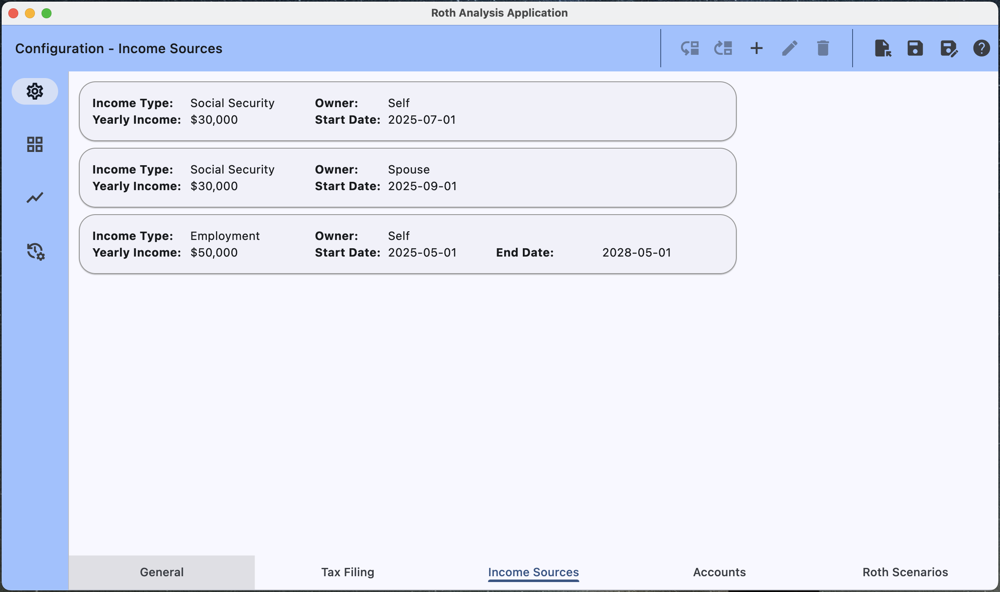 Roth Analysis Application
Configuration - Income Sources
Income Type: Social Security Owner: Self
Yearly Income: $30,000 Start Date: 2025-07-01
Income Type: Social Security Owner: Spouse
Yearly Income: $30,000 Start Date: 2025-09-01
Income Type: Employment Owner: Self
Yearly Income: $50,000 Start Date: 2025-05-01 End Date: 2028-05-01
General Tax Filing Income Sources Accounts Roth Scenarios